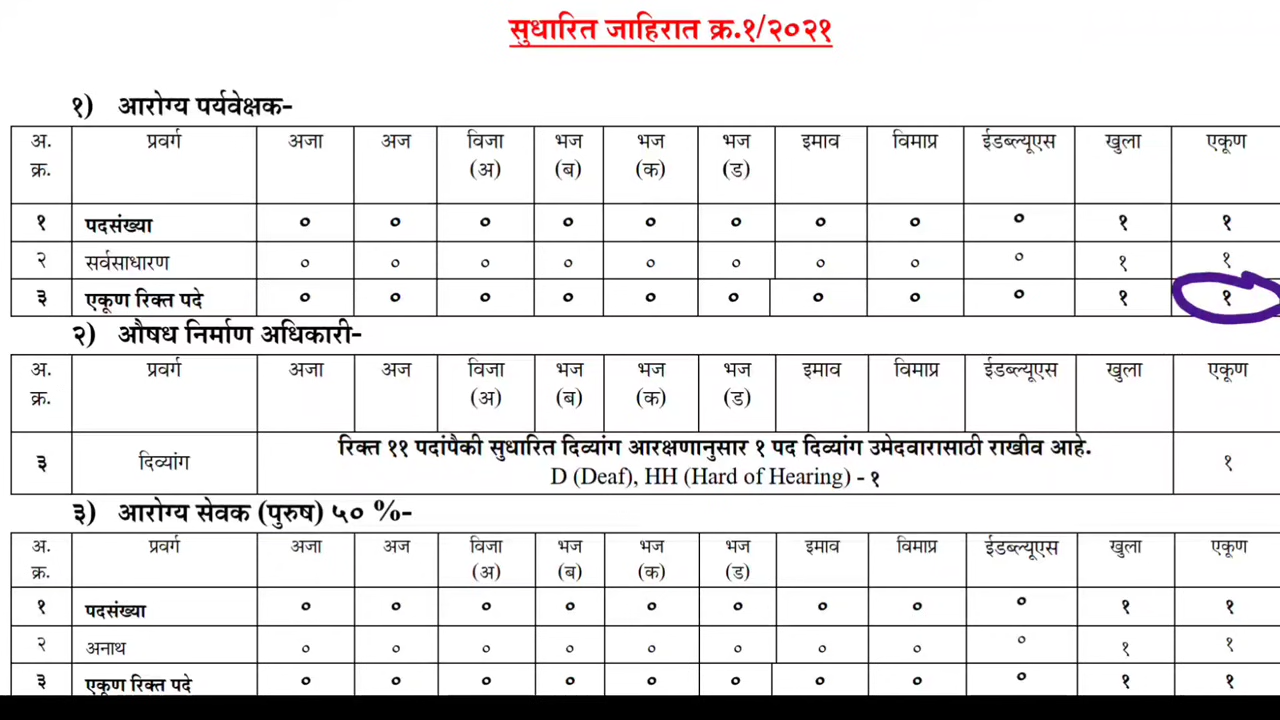 सुधारित जाहिरात क्र.१/२०२१
१) आरोग्य पर्यवेक्षक-
अ. क्र. प्रवर्ग अजा अज विजा (अ) भज (ब) भज (क) भज (ड) इमाव विमाप्र ईडब्ल्यूएस खुला एकूण
१ पदसंख्या ० ० ० ० ० ० ० ० ० १ १
२ सर्वसाधारण ० ० ० ० ० ० ० ० ० १ १
३ एकूण रिक्त पदे ० ० ० ० ० ० ० ० ० १ १
२) औषध निर्माण अधिकारी-
अ. क्र. प्रवर्ग अजा अज विजा (अ) भज (ब) भज (क) भज (ड) इमाव विमाप्र ईडब्ल्यूएस खुला एकूण
३ दिव्यांग रिक्त ११ पदांपैकी सुधारित दिव्यांग आरक्षणानुसार १ पद दिव्यांग उमेदवारासाठी राखीव आहे. १
D (Deaf), HH (Hard of Hearing) - १
३) आरोग्य सेवक (पुरुष) ५० %-
अ. क्र. प्रवर्ग अजा अज विजा (अ) भज (ब) भज (क) भज (ड) इमाव विमाप्र ईडब्ल्यूएस खुला एकूण
१ पदसंख्या ० ० ० ० ० ० ० ० ० १ १
२ अनाथ ० ० ० ० ० ० ० ० ० १ १
३ एकूण रिक्त पदे ० ० ० ० ० ० ० ० ० १ १